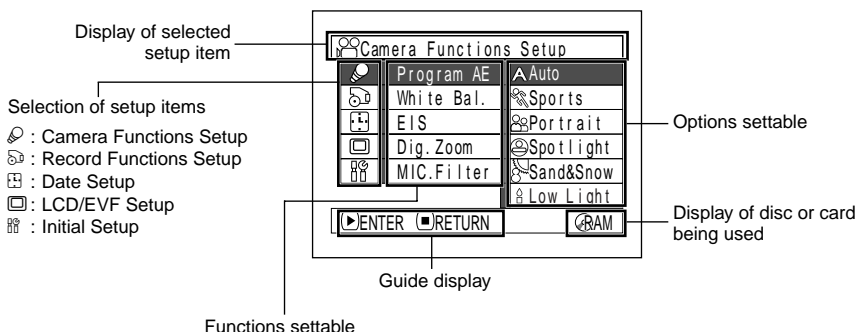 Display of selected
setup item
Selection of setup items
: Camera Functions Setup
: Record Functions Setup
: Date Setup
: LCD/EVF Setup
: Initial Setup
Camera Functions Setup
Program AE
White Bal.
EIS
Dig. Zoom
MIC.Filter
Auto
Sports
Portrait
Spotlight
Sand&Snow
Low Light
ENTER RETURN RAM
Options settable
Display of disc or card
being used
Guide display
Functions settable